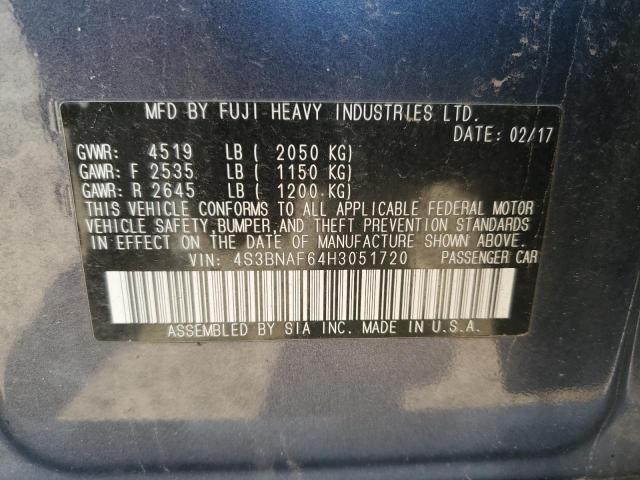 MFD BY FUJI HEAVY INDUSTRIES LTD.
DATE: 02/17
GVWR: 4519 LB ( 2050 KG)
GAWR: F 2535 LB ( 1150 KG)
GAWR: R 2645 LB ( 1200 KG)
THIS VEHICLE CONFORMS TO ALL APPLICABLE FEDERAL MOTOR
VEHICLE SAFETY, BUMPER, AND THEFT PREVENTION STANDARDS
IN EFFECT ON THE DATE OF MANUFACTURE SHOWN ABOVE.
VIN: 4S3BNAF64H3051720 PASSENGER CAR
ASSEMBLED BY SIA INC. MADE IN U.S.A.